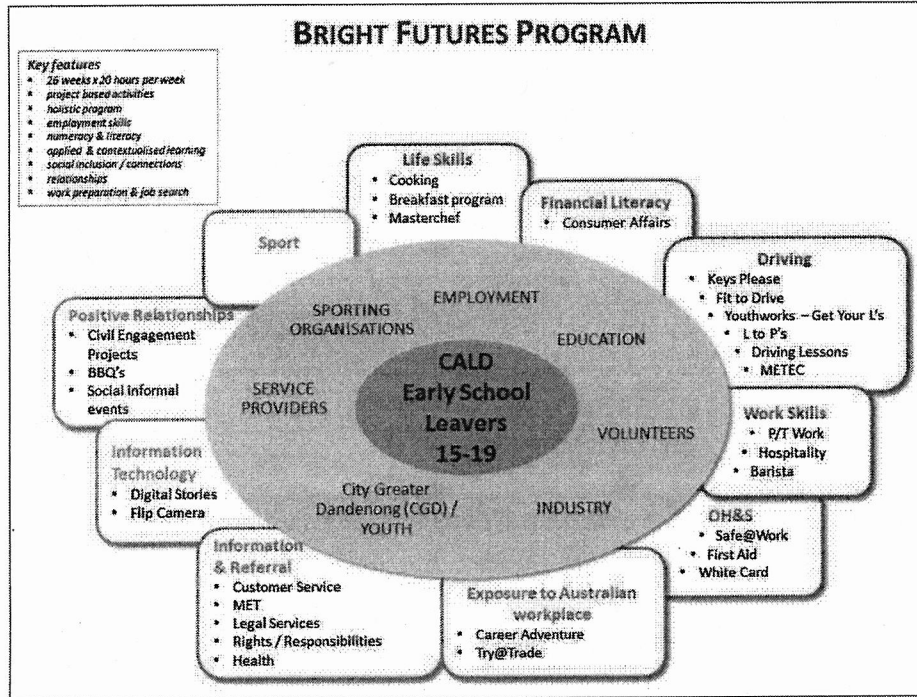 BRIGHT FUTURES PROGRAM
Key features
• 26 weeks x 20 hours per week
• project based activities
• holistic program
• employment skills
• numeracy & literacy
• applied & contextualised learning
• social inclusion / connections
• relationships
• work preparation & job search
Life Skills
• Cooking
• Breakfast program
• Masterchef
Financial Literacy
• Consumer Affairs
Driving
• Keys Please
• Fit to Drive
• Youthworks – Get Your L's
• L to P's
• Driving Lessons
• METEC
Work Skills
• P/T Work
• Hospitality
• Barista
OH&S
• Safe@Work
• First Aid
• White Card
Exposure to Australian
workplace
• Career Adventure
• Try@Trade
Information
& Referral
• Customer Service
• MET
• Legal Services
• Rights / Responsibilities
• Health
Information
Technology
• Digital Stories
• Flip Camera
Positive Relationships
• Civil Engagement
Projects
• BBQ's
• Social informal
events
Sport
SPORTING
ORGANISATIONS
EMPLOYMENT
EDUCATION
VOLUNTEERS
INDUSTRY
City Greater
Dandenong (CGD) /
YOUTH
SERVICE
PROVIDERS
CALD
Early School
Leavers
15-19